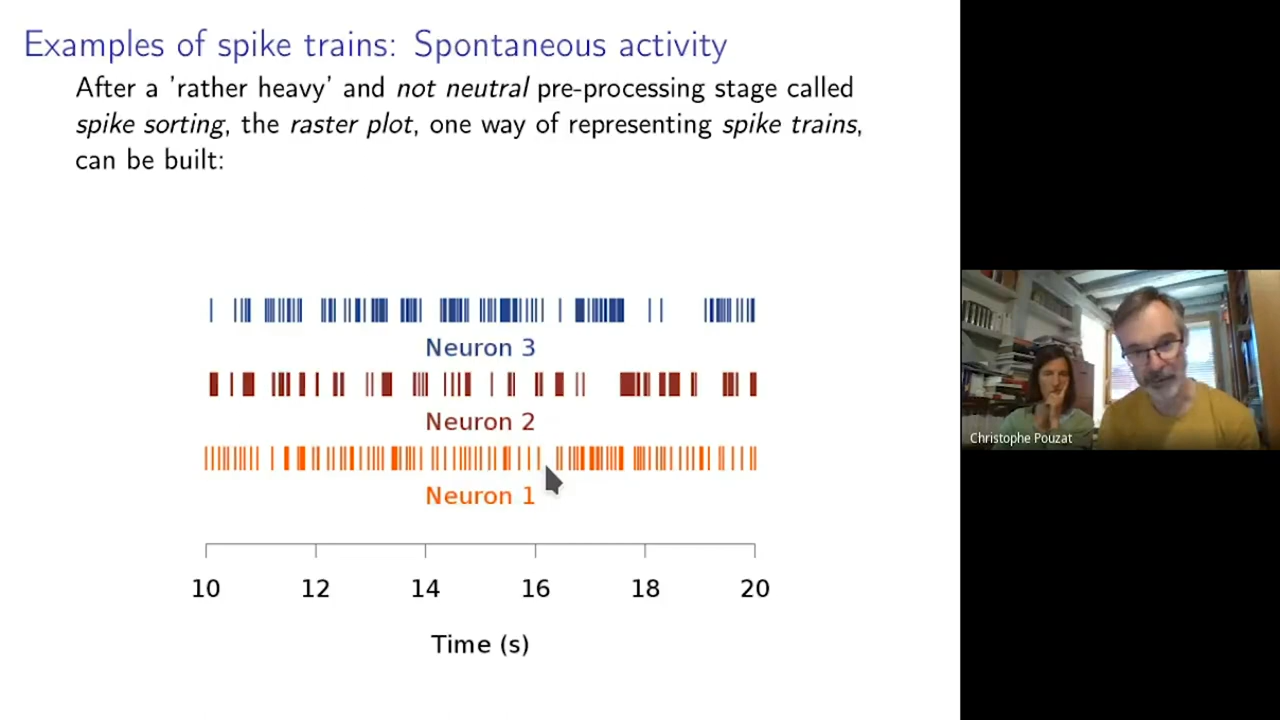 Examples of spike trains: Spontaneous activity
After a 'rather heavy' and not neutral pre-processing stage called
spike sorting, the raster plot, one way of representing spike trains,
can be built:
Neuron 3
Neuron 2
Neuron 1
10 12 14 16 18 20
Time (s)
Christophe Pouzat